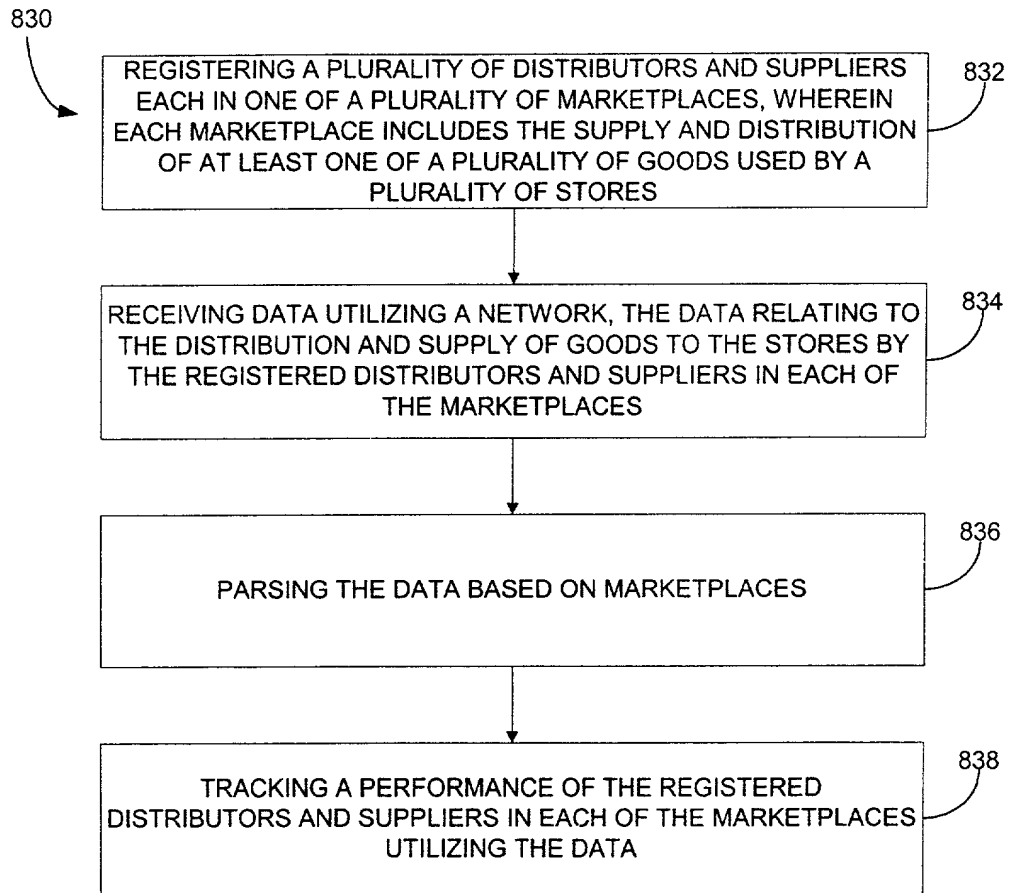 830
REGISTERING A PLURALITY OF DISTRIBUTORS AND SUPPLIERS
EACH IN ONE OF A PLURALITY OF MARKETPLACES, WHEREIN
EACH MARKETPLACE INCLUDES THE SUPPLY AND DISTRIBUTION
OF AT LEAST ONE OF A PLURALITY OF GOODS USED BY A
PLURALITY OF STORES
832
RECEIVING DATA UTILIZING A NETWORK, THE DATA RELATING TO
THE DISTRIBUTION AND SUPPLY OF GOODS TO THE STORES BY
THE REGISTERED DISTRIBUTORS AND SUPPLIERS IN EACH OF
THE MARKETPLACES
834
PARSING THE DATA BASED ON MARKETPLACES
836
TRACKING A PERFORMANCE OF THE REGISTERED
DISTRIBUTORS AND SUPPLIERS IN EACH OF THE MARKETPLACES
UTILIZING THE DATA
838